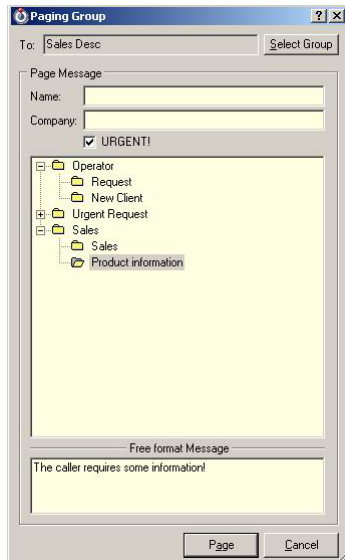 Paging Group
To: Sales Desc Select Group
Page Message
Name:
Company:
URGENT!
Operator
Request
New Client
Urgent Request
Sales
Sales
Product information
Free format Message
The caller requires some information!
Page Cancel